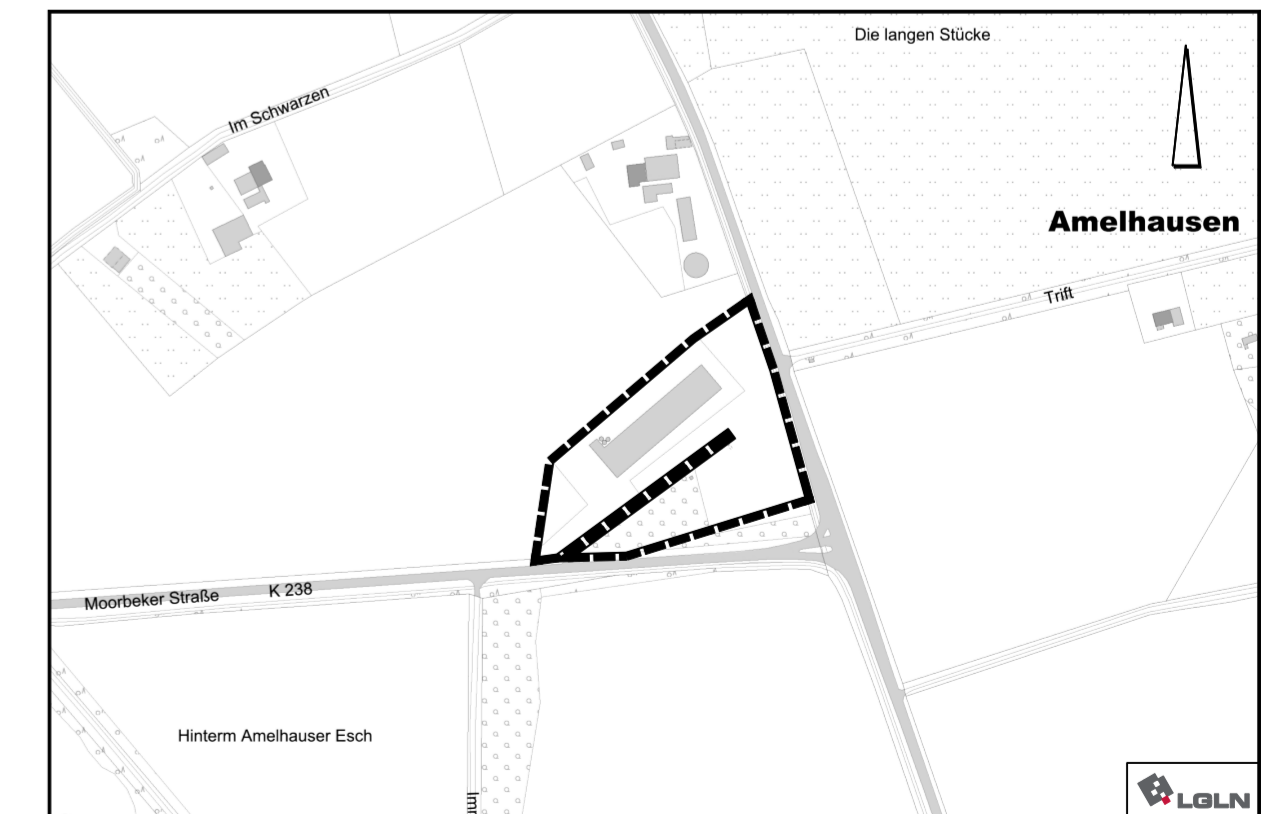 Die langen Stücke
Im Schwarzen
Amelhausen
Trift
Moorbeker Straße
K 238
Hinterm Amelhauser Esch
LGLN